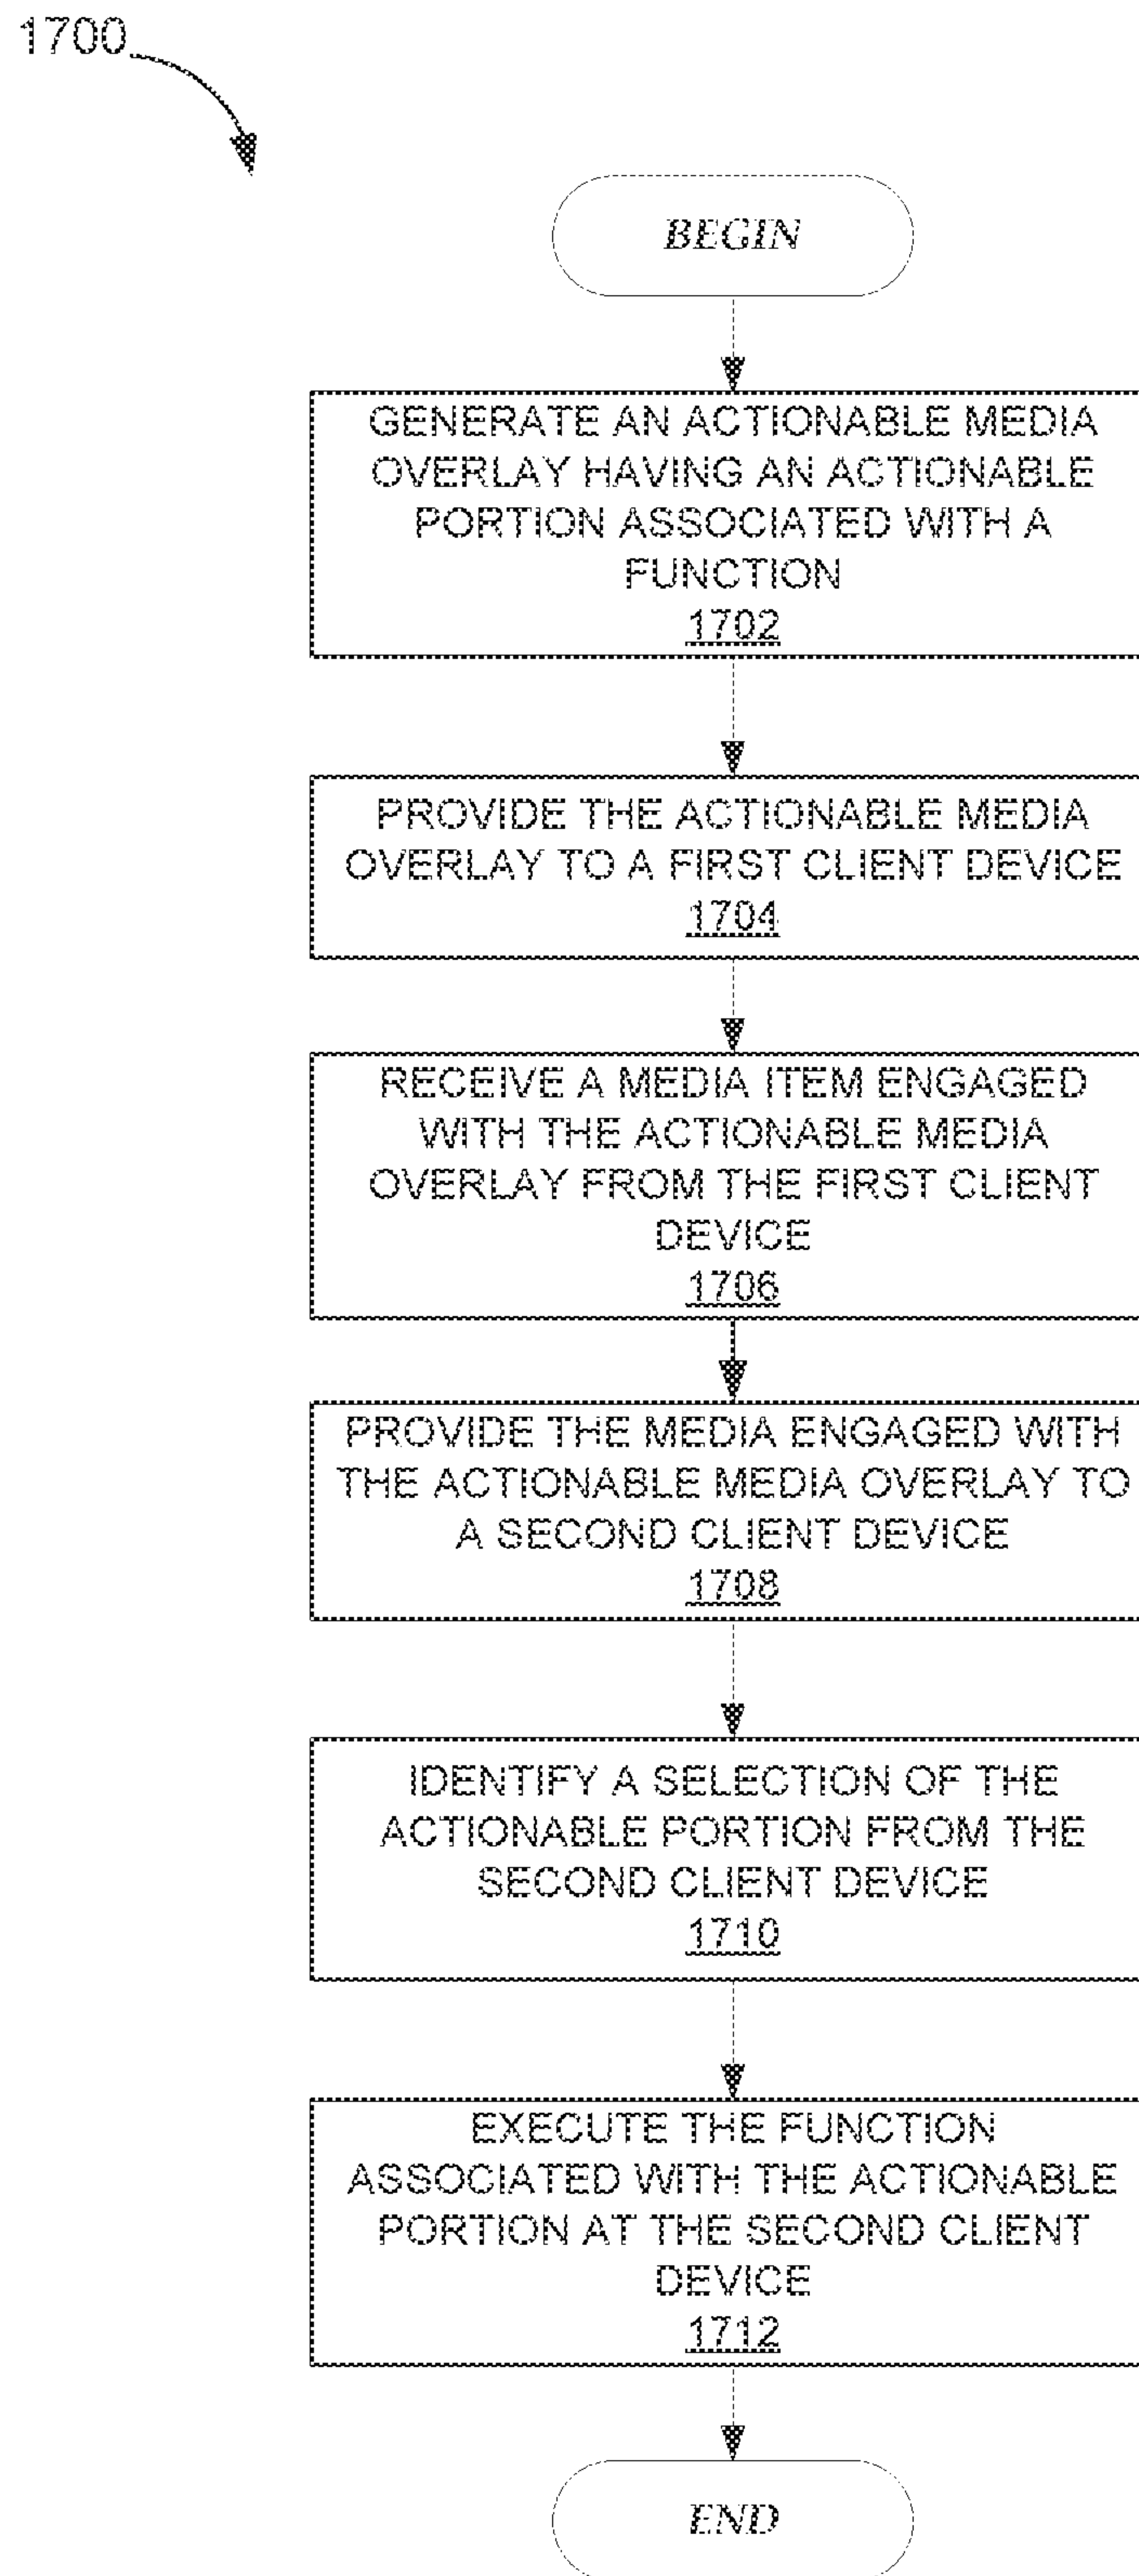 1700
BEGIN
GENERATE AN ACTIONABLE MEDIA
OVERLAY HAVING AN ACTIONABLE
PORTION ASSOCIATED WITH A
FUNCTION
1702
PROVIDE THE ACTIONABLE MEDIA
OVERLAY TO A FIRST CLIENT DEVICE
1704
RECEIVE A MEDIA ITEM ENGAGED
WITH THE ACTIONABLE MEDIA
OVERLAY FROM THE FIRST CLIENT
DEVICE
1706
PROVIDE THE MEDIA ENGAGED WITH
THE ACTIONABLE MEDIA OVERLAY TO
A SECOND CLIENT DEVICE
1708
IDENTIFY A SELECTION OF THE
ACTIONABLE PORTION FROM THE
SECOND CLIENT DEVICE
1710
EXECUTE THE FUNCTION
ASSOCIATED WITH THE ACTIONABLE
PORTION AT THE SECOND CLIENT
DEVICE
1712
END